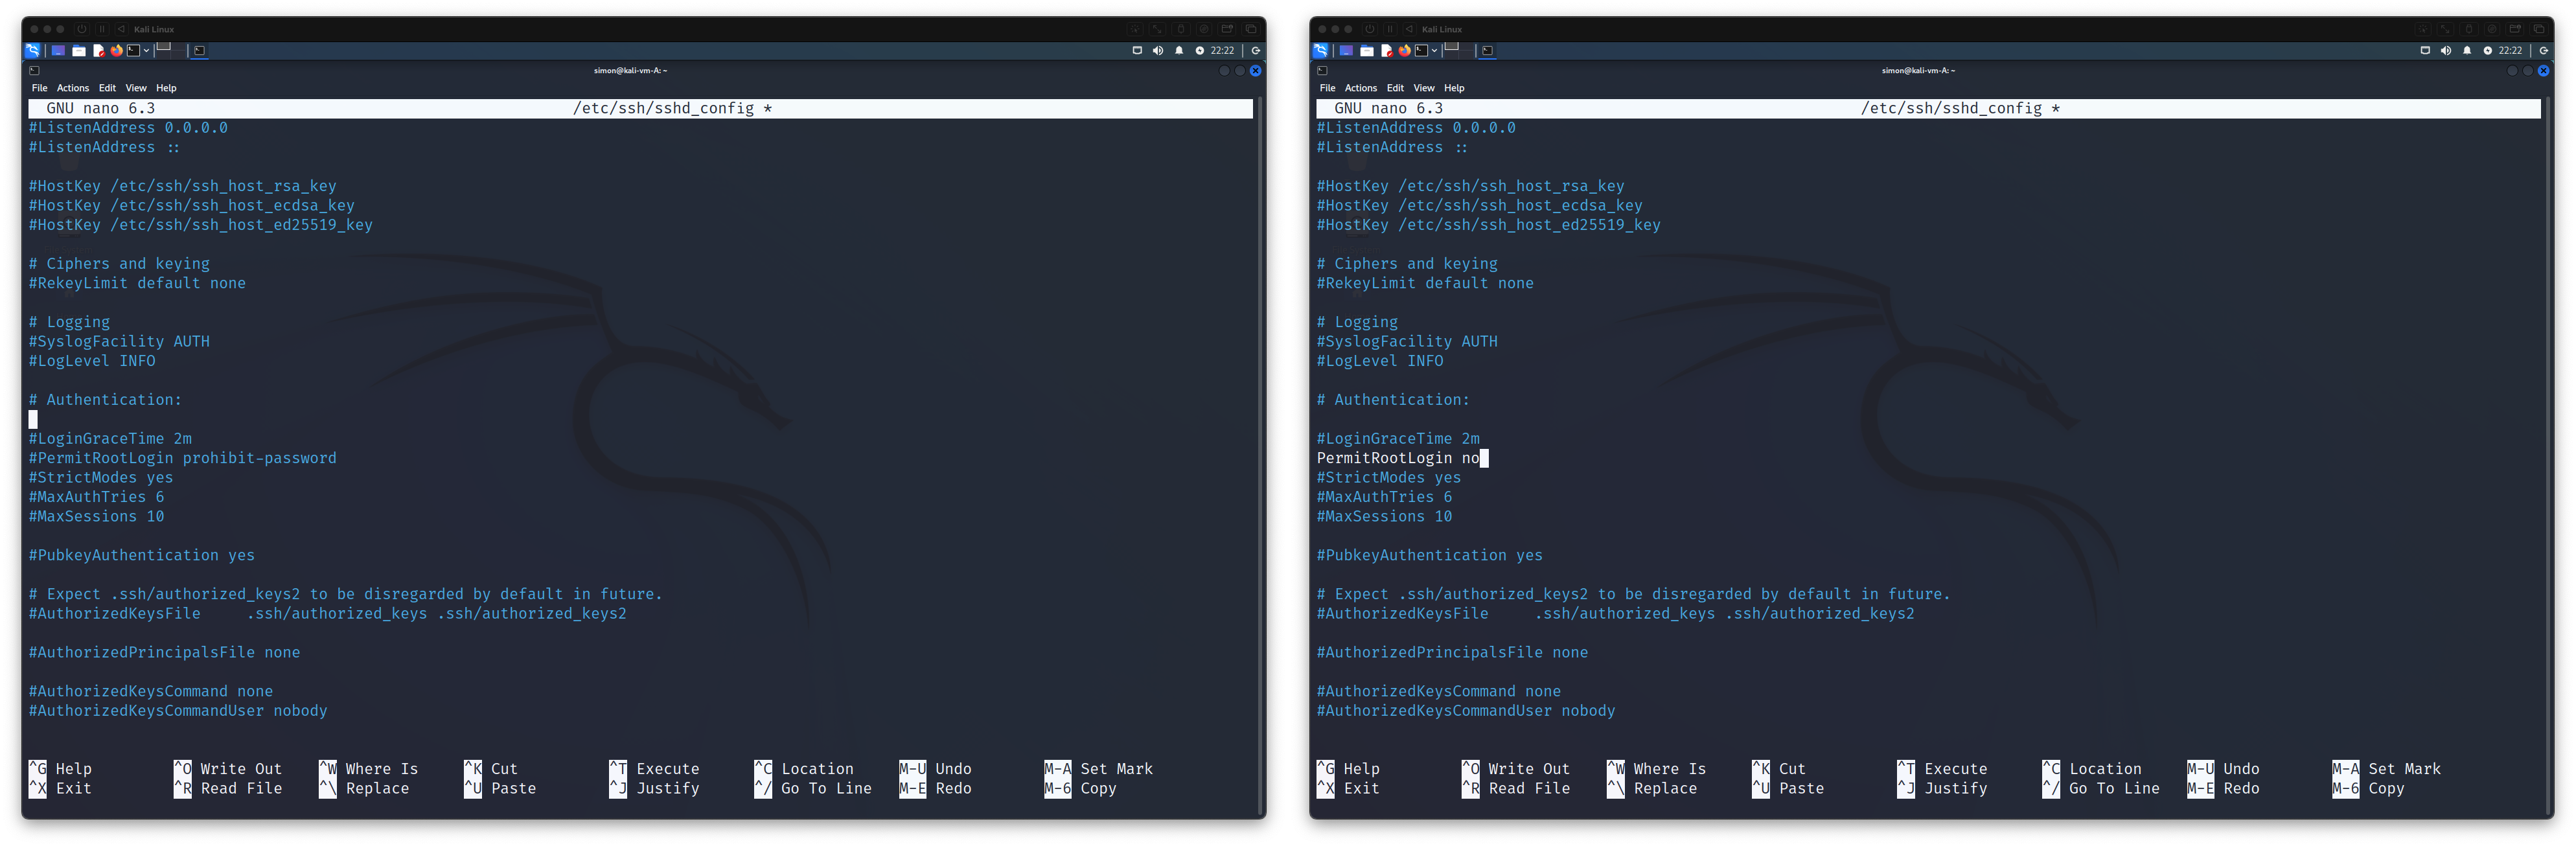 Kali Linux
22:22
simon@kali-vm-A: ~
File Actions Edit View Help
GNU nano 6.3 /etc/ssh/sshd_config *
#ListenAddress 0.0.0.0
#ListenAddress ::
#HostKey /etc/ssh/ssh_host_rsa_key
#HostKey /etc/ssh/ssh_host_ecdsa_key
#HostKey /etc/ssh/ssh_host_ed25519_key
# Ciphers and keying
#RekeyLimit default none
# Logging
#SyslogFacility AUTH
#LogLevel INFO
# Authentication:
#LoginGraceTime 2m
#PermitRootLogin prohibit-password
#StrictModes yes
#MaxAuthTries 6
#MaxSessions 10
#PubkeyAuthentication yes
# Expect .ssh/authorized_keys2 to be disregarded by default in future.
#AuthorizedKeysFile .ssh/authorized_keys .ssh/authorized_keys2
#AuthorizedPrincipalsFile none
#AuthorizedKeysCommand none
#AuthorizedKeysCommandUser nobody
^G Help ^O Write Out ^W Where Is ^K Cut ^T Execute ^C Location M-U Undo M-A Set Mark
^X Exit ^R Read File ^\ Replace ^U Paste ^J Justify ^/ Go To Line M-E Redo M-6 Copy
Kali Linux
22:22
simon@kali-vm-A: ~
File Actions Edit View Help
GNU nano 6.3 /etc/ssh/sshd_config *
#ListenAddress 0.0.0.0
#ListenAddress ::
#HostKey /etc/ssh/ssh_host_rsa_key
#HostKey /etc/ssh/ssh_host_ecdsa_key
#HostKey /etc/ssh/ssh_host_ed25519_key
# Ciphers and keying
#RekeyLimit default none
# Logging
#SyslogFacility AUTH
#LogLevel INFO
# Authentication:
#LoginGraceTime 2m
PermitRootLogin no
#StrictModes yes
#MaxAuthTries 6
#MaxSessions 10
#PubkeyAuthentication yes
# Expect .ssh/authorized_keys2 to be disregarded by default in future.
#AuthorizedKeysFile .ssh/authorized_keys .ssh/authorized_keys2
#AuthorizedPrincipalsFile none
#AuthorizedKeysCommand none
#AuthorizedKeysCommandUser nobody
^G Help ^O Write Out ^W Where Is ^K Cut ^T Execute ^C Location M-U Undo M-A Set Mark
^X Exit ^R Read File ^\ Replace ^U Paste ^J Justify ^/ Go To Line M-E Redo M-6 Copy